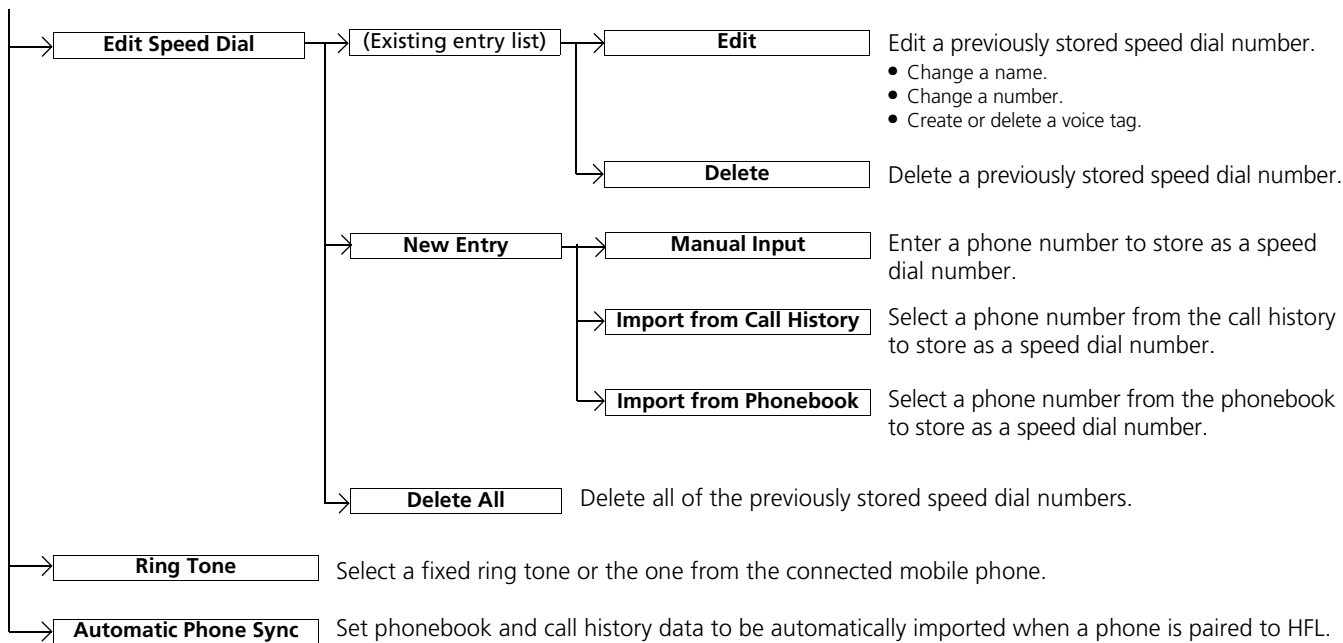 Edit Speed Dial
(Existing entry list)
Edit
Edit a previously stored speed dial number.
• Change a name.
• Change a number.
• Create or delete a voice tag.
Delete
Delete a previously stored speed dial number.
New Entry
Manual Input
Enter a phone number to store as a speed
dial number.
Import from Call History
Select a phone number from the call history
to store as a speed dial number.
Import from Phonebook
Select a phone number from the phonebook
to store as a speed dial number.
Delete All
Delete all of the previously stored speed dial numbers.
Ring Tone
Select a fixed ring tone or the one from the connected mobile phone.
Automatic Phone Sync
Set phonebook and call history data to be automatically imported when a phone is paired to HFL.